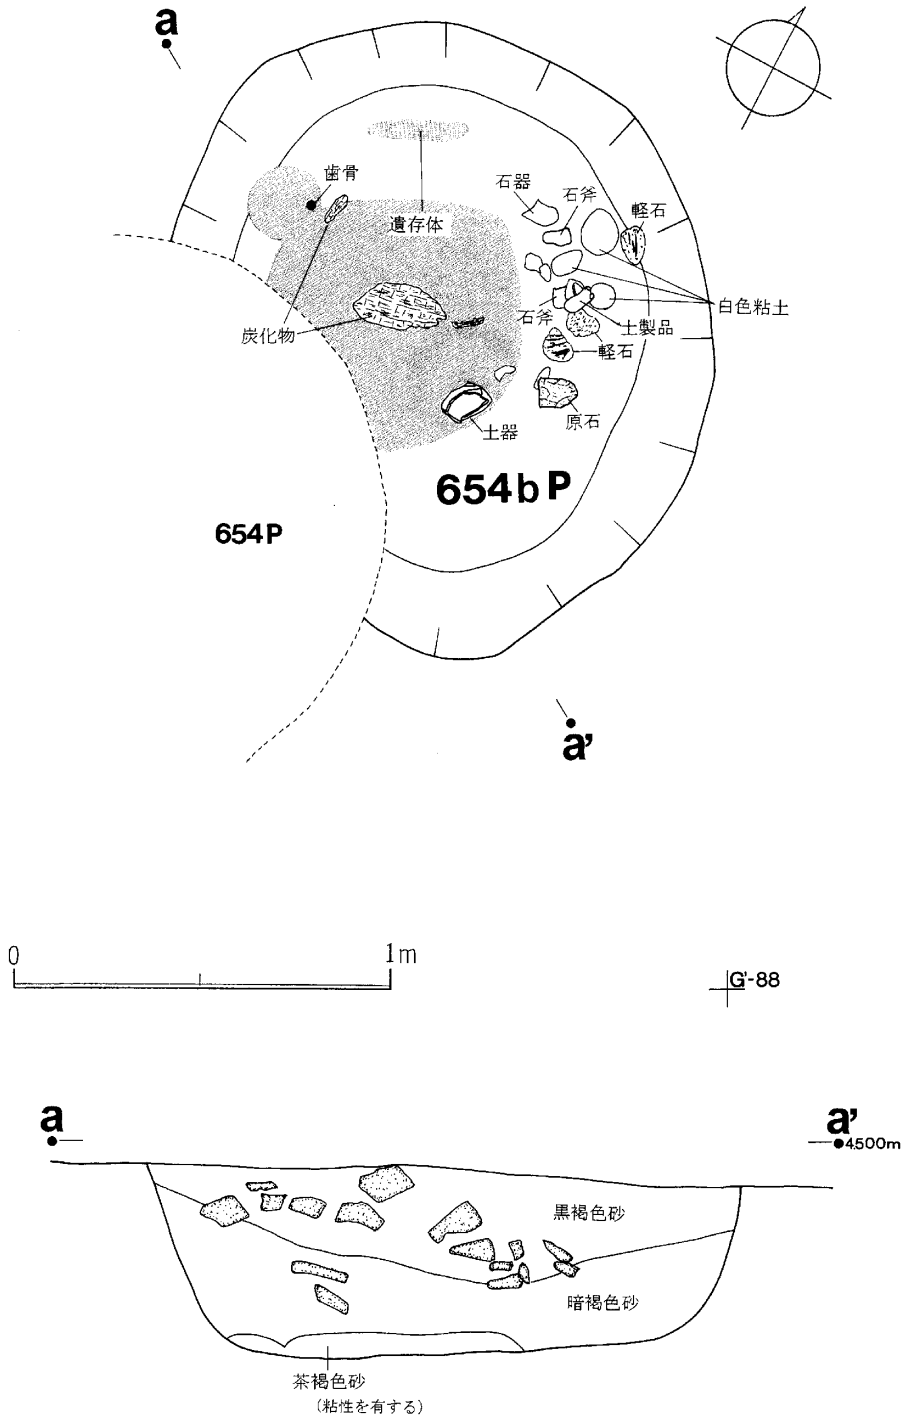 a
歯骨
遺存体
石器
石斧
軽石
白色粘土
石斧
土製品
軽石
炭化物
原石
土器
654bP
654P
a'
0
1m
G'-88
a
a'
4.500m
黒褐色砂
暗褐色砂
茶褐色砂
(粘性を有する)